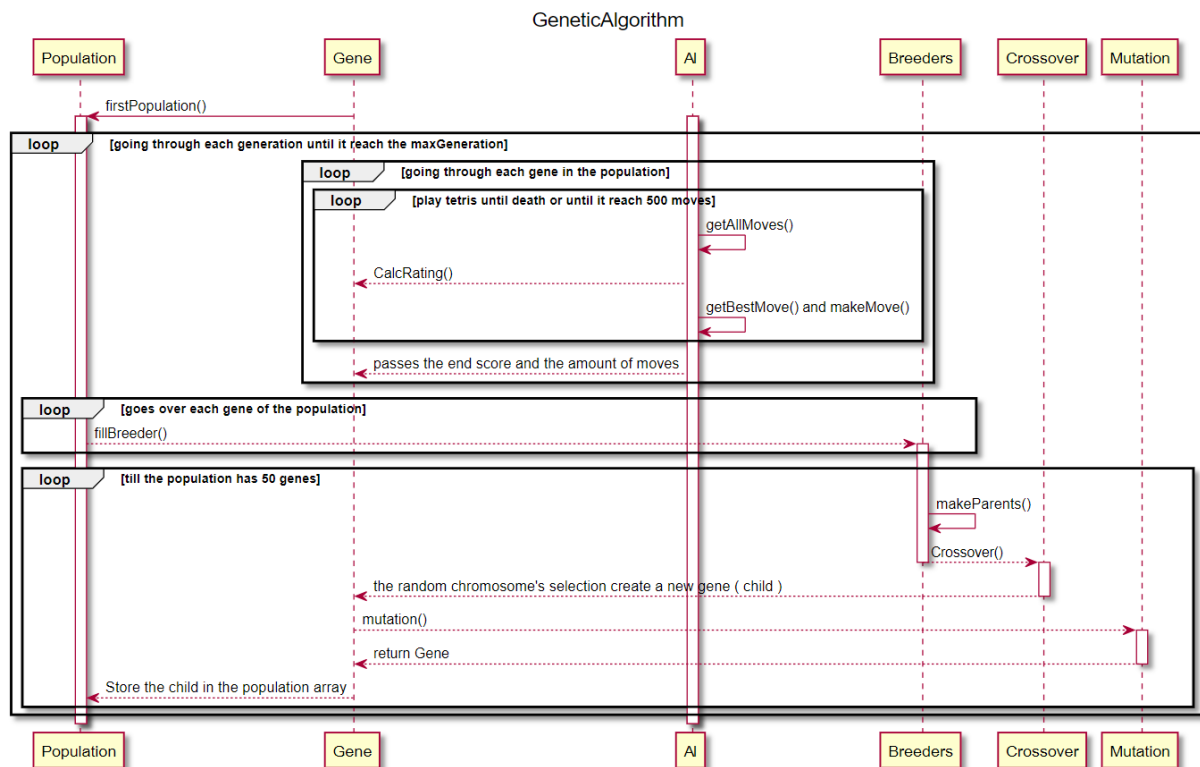 GeneticAlgorithm
Population
Gene
AI
Breeders
Crossover
Mutation
firstPopulation()
loop
[going through each generation until it reach the maxGeneration]
loop
[going through each gene in the population]
loop
[play tetris until death or until it reach 500 moves]
getAllMoves()
CalcRating()
getBestMove() and makeMove()
passes the end score and the amount of moves
loop
[goes over each gene of the population]
fillBreeder()
loop
[till the population has 50 genes]
makeParents()
Crossover()
the random chromosome's selection create a new gene ( child )
mutation()
return Gene
Store the child in the population array
Population
Gene
AI
Breeders
Crossover
Mutation